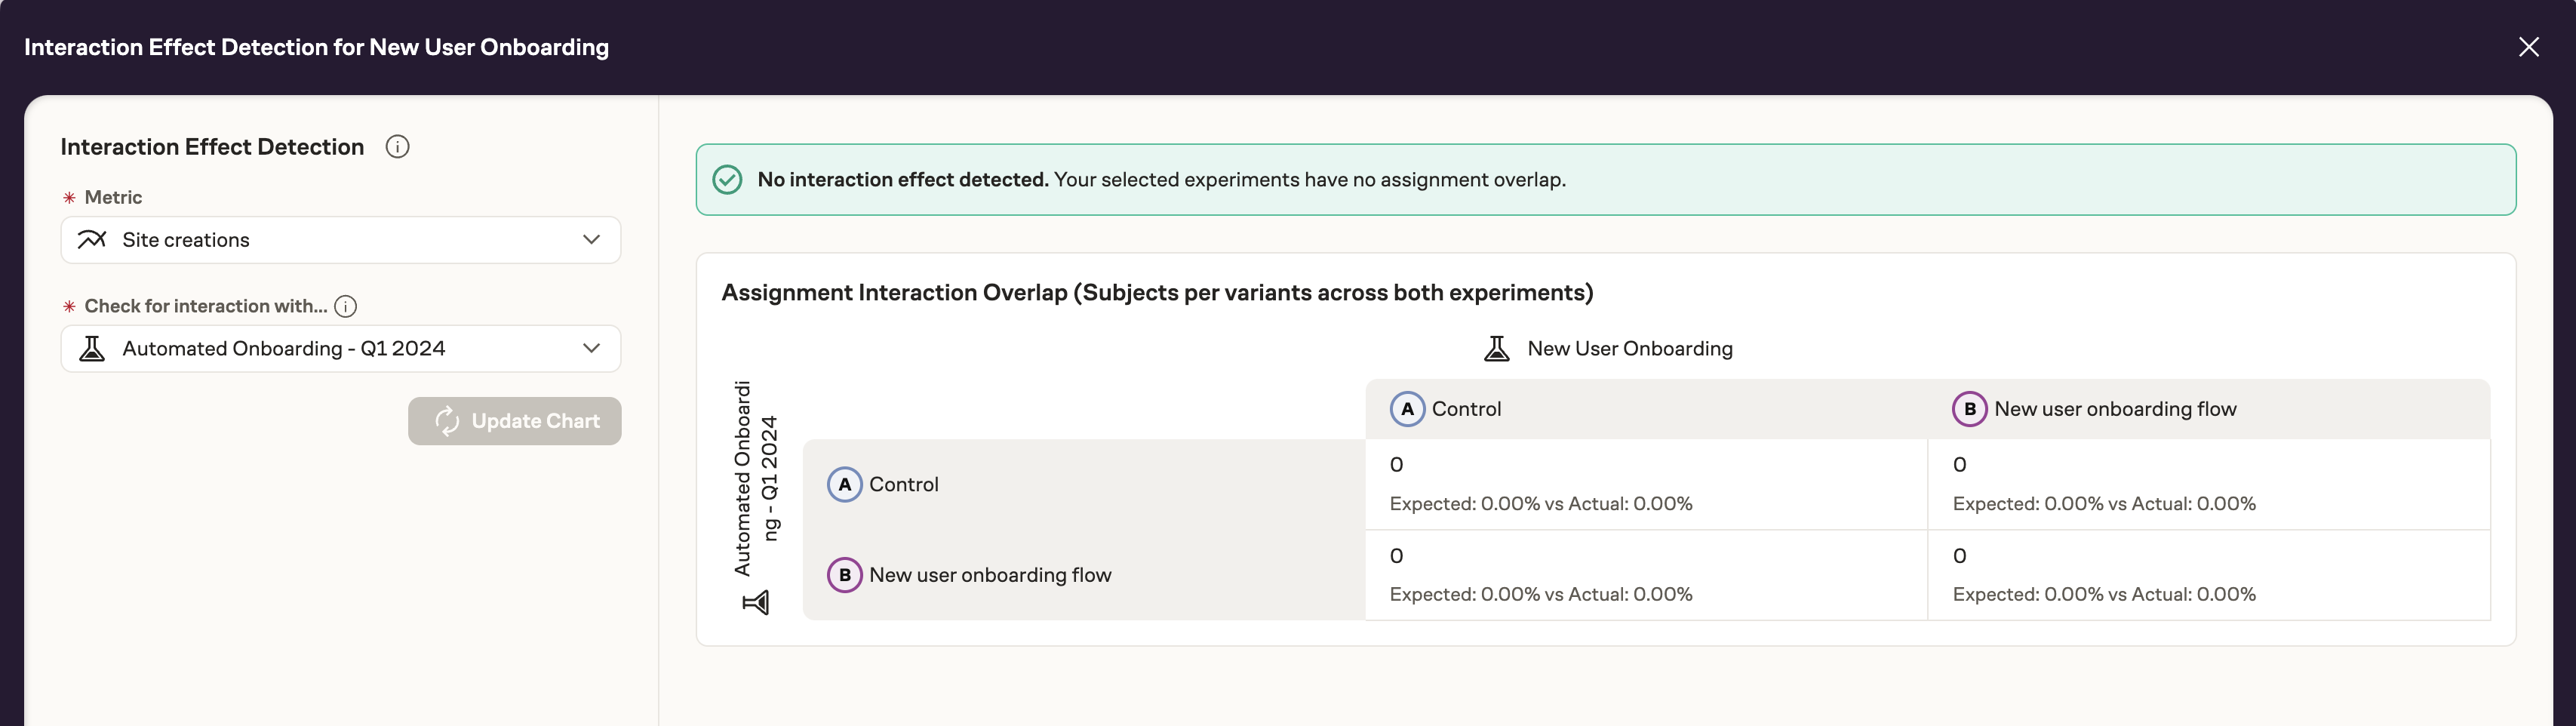 Interaction Effect Detection for New User Onboarding
Interaction Effect Detection
* Metric
Site creations
* Check for interaction with...
Automated Onboarding - Q1 2024
Update Chart
No interaction effect detected. Your selected experiments have no assignment overlap.
Assignment Interaction Overlap (Subjects per variants across both experiments)
New User Onboarding
Automated Onboardi
ng - Q1 2024
A Control
B New user onboarding flow
A Control
0
Expected: 0.00% vs Actual: 0.00%
0
Expected: 0.00% vs Actual: 0.00%
B New user onboarding flow
0
Expected: 0.00% vs Actual: 0.00%
0
Expected: 0.00% vs Actual: 0.00%